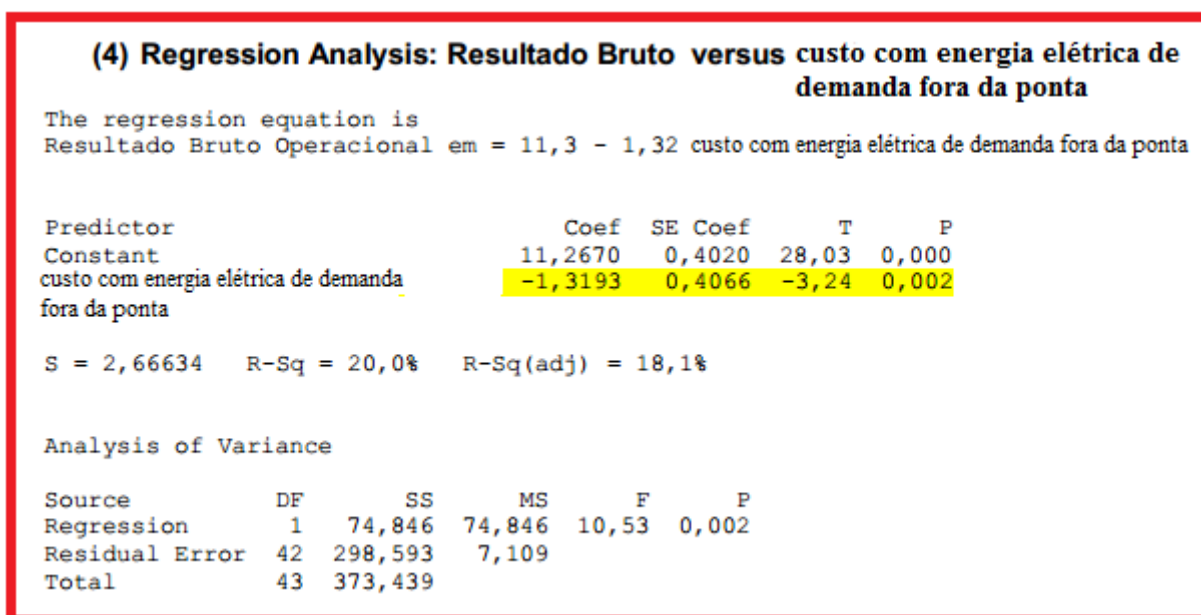 (4) Regression Analysis: Resultado Bruto versus custo com energia elétrica de
demanda fora da ponta
The regression equation is
Resultado Bruto Operacional em = 11,3 - 1,32 custo com energia elétrica de demanda fora da ponta
Predictor Coef SE Coef T P
Constant 11,2670 0,4020 28,03 0,000
custo com energia elétrica de demanda -1,3193 0,4066 -3,24 0,002
fora da ponta
S = 2,66634 R-Sq = 20,0% R-Sq(adj) = 18,1%
Analysis of Variance
Source DF SS MS F P
Regression 1 74,846 74,846 10,53 0,002
Residual Error 42 298,593 7,109
Total 43 373,439